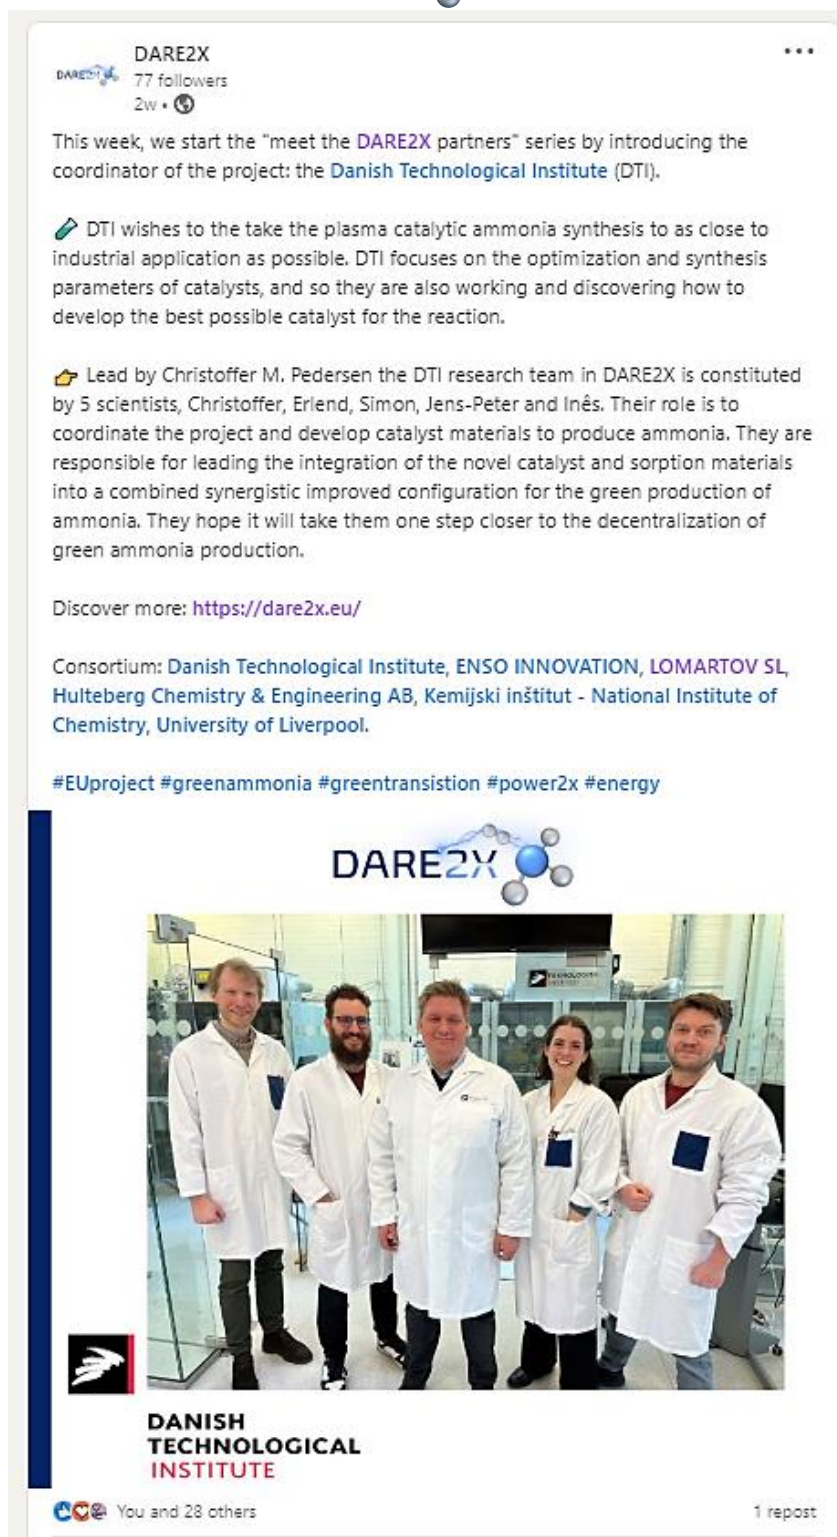 DARE2X
DARE2X
77 followers
2w •
This week, we start the "meet the DARE2X partners" series by introducing the
coordinator of the project: the Danish Technological Institute (DTI).
DTI wishes to the take the plasma catalytic ammonia synthesis to as close to
industrial application as possible. DTI focuses on the optimization and synthesis
parameters of catalysts, and so they are also working and discovering how to
develop the best possible catalyst for the reaction.
Lead by Christoffer M. Pedersen the DTI research team in DARE2X is constituted
by 5 scientists, Christoffer, Erlend, Simon, Jens-Peter and Inês. Their role is to
coordinate the project and develop catalyst materials to produce ammonia. They are
responsible for leading the integration of the novel catalyst and sorption materials
into a combined synergistic improved configuration for the green production of
ammonia. They hope it will take them one step closer to the decentralization of
green ammonia production.
Discover more: https://dare2x.eu/
Consortium: Danish Technological Institute, ENSO INNOVATION, LOMARTOV SL,
Hulteberg Chemistry & Engineering AB, Kemijski inštitut - National Institute of
Chemistry, University of Liverpool.
#EUproject #greenammonia #greentransistion #power2x #energy
DARE2X
DANISH
TECHNOLOGICAL
INSTITUTE
You and 28 others
1 repost